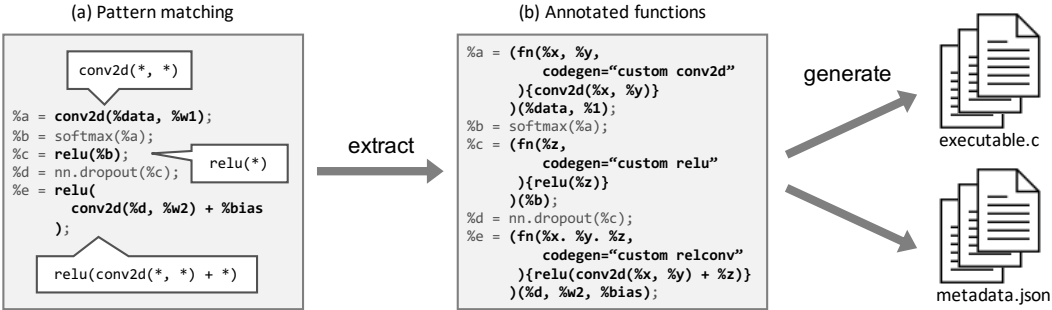 (a) Pattern matching
conv2d(*, *)
%a = conv2d(%data, %w1);
%b = softmax(%a);
%c = relu(%b);
relu(*)
%d = nn.dropout(%c);
%e = relu(
conv2d(%d, %w2) + %bias
);
relu(conv2d(*, *) + *)
extract
(b) Annotated functions
%a = (fn(%x, %y,
codegen=“custom conv2d”
){conv2d(%x, %y)}
)(%data, %1);
%b = softmax(%a);
%c = (fn(%z,
codegen=“custom relu”
){relu(%z)}
)(%b);
%d = nn.dropout(%c);
%e = (fn(%x. %y. %z,
codegen=“custom relconv”
){relu(conv2d(%x, %y) + %z)}
)(%d, %w2, %bias);
generate
executable.c
metadata.json